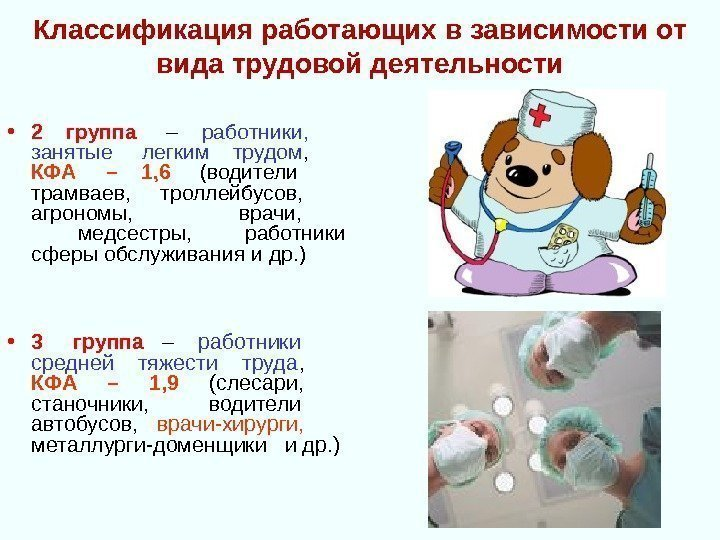 Классификация работающих в зависимости от
вида трудовой деятельности
• 2 группа – работники,
занятые легким трудом,
КФА – 1,6 (водители
трамваев, троллейбусов,
агрономы, врачи,
медсестры, работники
сферы обслуживания и др. )
• 3 группа – работники
средней тяжести труда,
КФА – 1,9 (слесари,
станочники, водители
автобусов, врачи-хирурги,
металлурги-доменщики и др. )